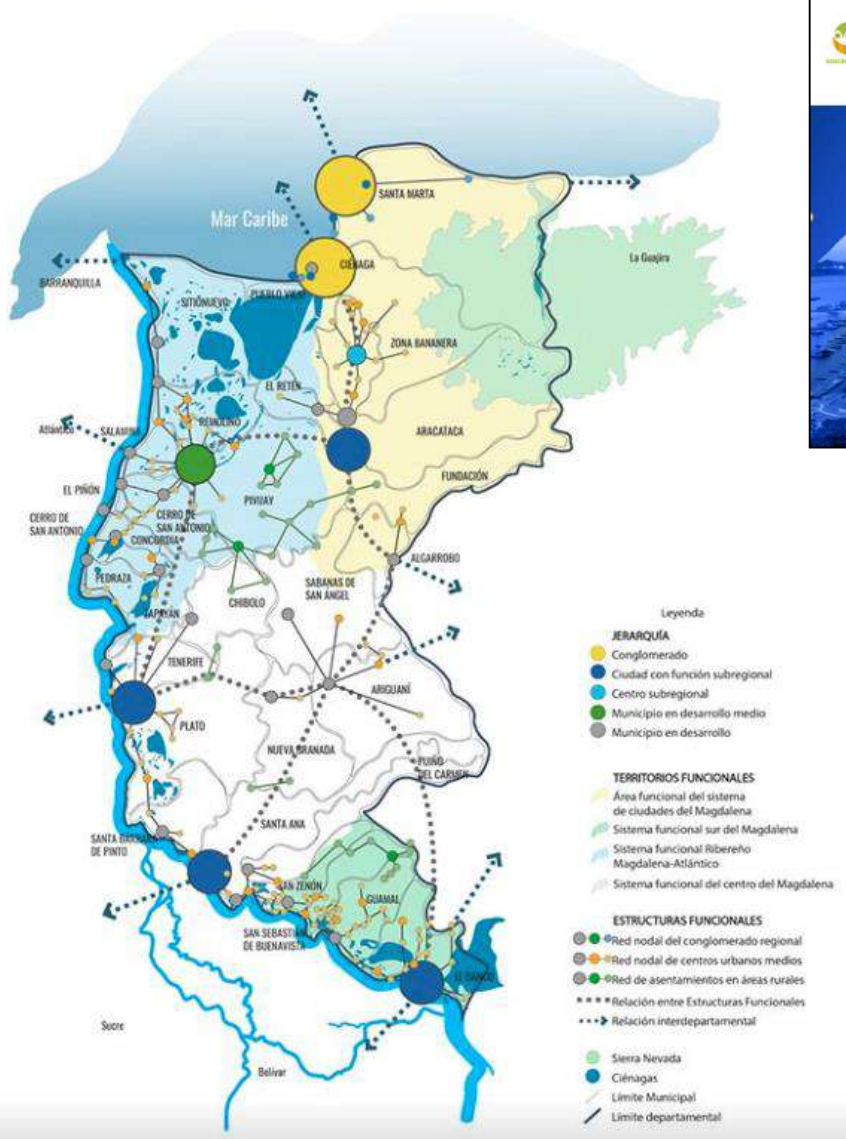 SANTA MARTA
Mar Caribe
La Guajira
CIÉNAGA
BARRANQUILLA
SITIONUEVO
PUEBLO VIEJO
ZONA BANANERA
EL RETÉN
REMOLINO
ARACATACA
Atlántico
SALAMINA
FUNDACIÓN
EL PIÑÓN
PIVIJAY
CERRO DE
SAN ANTONIO
CERRO DE
SAN ANTONIO
CONCORDIA
ALGARROBO
PEDRAZA
SABANAS DE
SAN ÁNGEL
CHIBOLO
ZAPAYÁN
TENERIFE
ARIGUANÍ
PLATO
NUEVA GRANADA
PIJIÑO
DEL CARMEN
SANTA ANA
SANTA BÁRBARA
DE PINTO
SAN ZENÓN
GUAMAL
SAN SEBASTIÁN
DE BUENAVISTA
EL BANCO
Sucre
Bolívar
Leyenda
JERARQUÍA
Conglomerado
Ciudad con función subregional
Centro subregional
Municipio en desarrollo medio
Municipio en desarrollo
TERRITORIOS FUNCIONALES
Área funcional del sistema
de ciudades del Magdalena
Sistema funcional sur del Magdalena
Sistema funcional Ribereño
Magdalena-Atlántico
Sistema funcional del centro del Magdalena
ESTRUCTURAS FUNCIONALES
Red nodal del conglomerado regional
Red nodal de centros urbanos medios
Red de asentamientos en áreas rurales
Relación entre Estructuras Funcionales
Relación interdepartamental
Sierra Nevada
Ciénagas
Límite Municipal
Límite departamental